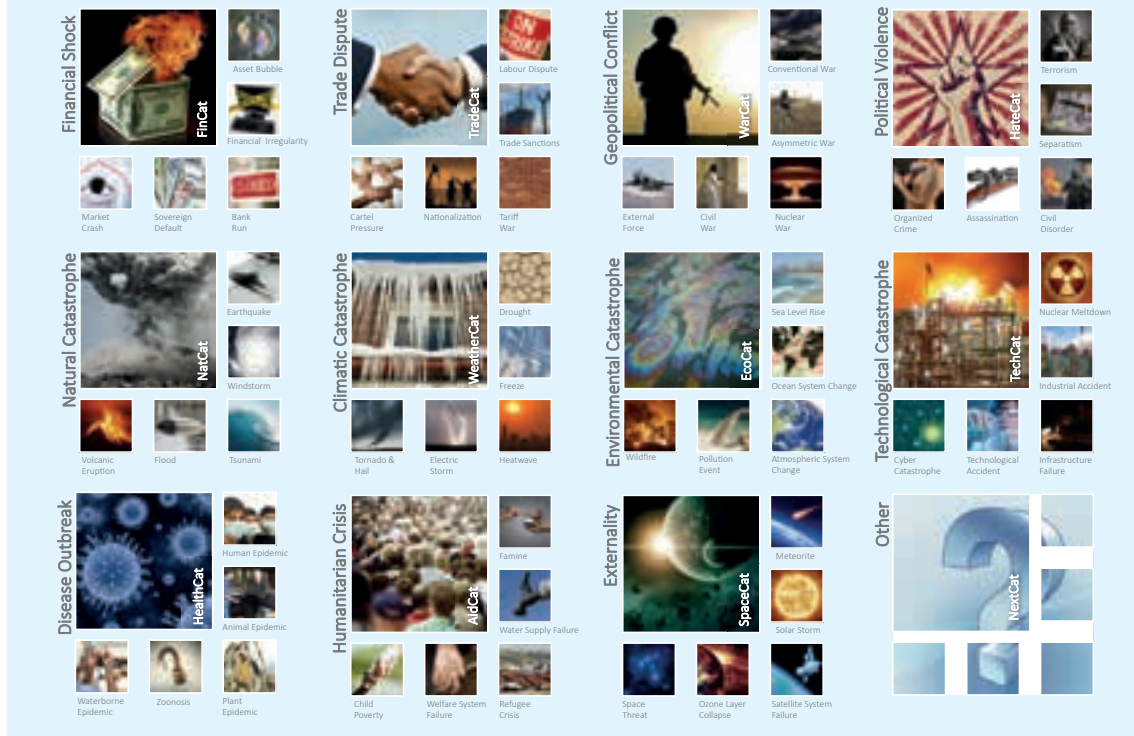 Financial Shock
FinCat
Asset Bubble
Financial Irregularity
Market
Crash
Sovereign
Default
Bank
Run
Trade Dispute
TradeCat
ON
STRIKE
Labour Dispute
Trade Sanctions
Cartel
Pressure
Nationalization
Tariff
War
Geopolitical Conflict
WarCat
Conventional War
Asymmetric War
External
Force
Civil
War
Nuclear
War
Political Violence
HateCat
Terrorism
Separatism
Organized
Crime
Assassination
Civil
Disorder
Natural Catastrophe
NatCat
Earthquake
Windstorm
Volcanic
Eruption
Flood
Tsunami
Climatic Catastrophe
WeatherCat
Drought
Freeze
Tornado &
Hail
Electric
Storm
Heatwave
Environmental Catastrophe
EcoCat
Sea Level Rise
Ocean System Change
Wildfire
Pollution
Event
Atmospheric System
Change
Technological Catastrophe
TechCat
Nuclear Meltdown
Industrial Accident
Cyber
Catastrophe
Technological
Accident
Infrastructure
Failure
Disease Outbreak
HealthCat
Human Epidemic
Animal Epidemic
Waterborne
Epidemic
Zoonosis
Plant
Epidemic
Humanitarian Crisis
AidCat
Famine
Water Supply Failure
Child
Poverty
Welfare System
Failure
Refugee
Crisis
Externality
SpaceCat
Meteorite
Solar Storm
Space
Threat
Ozone Layer
Collapse
Satellite System
Failure
Other
NextCat